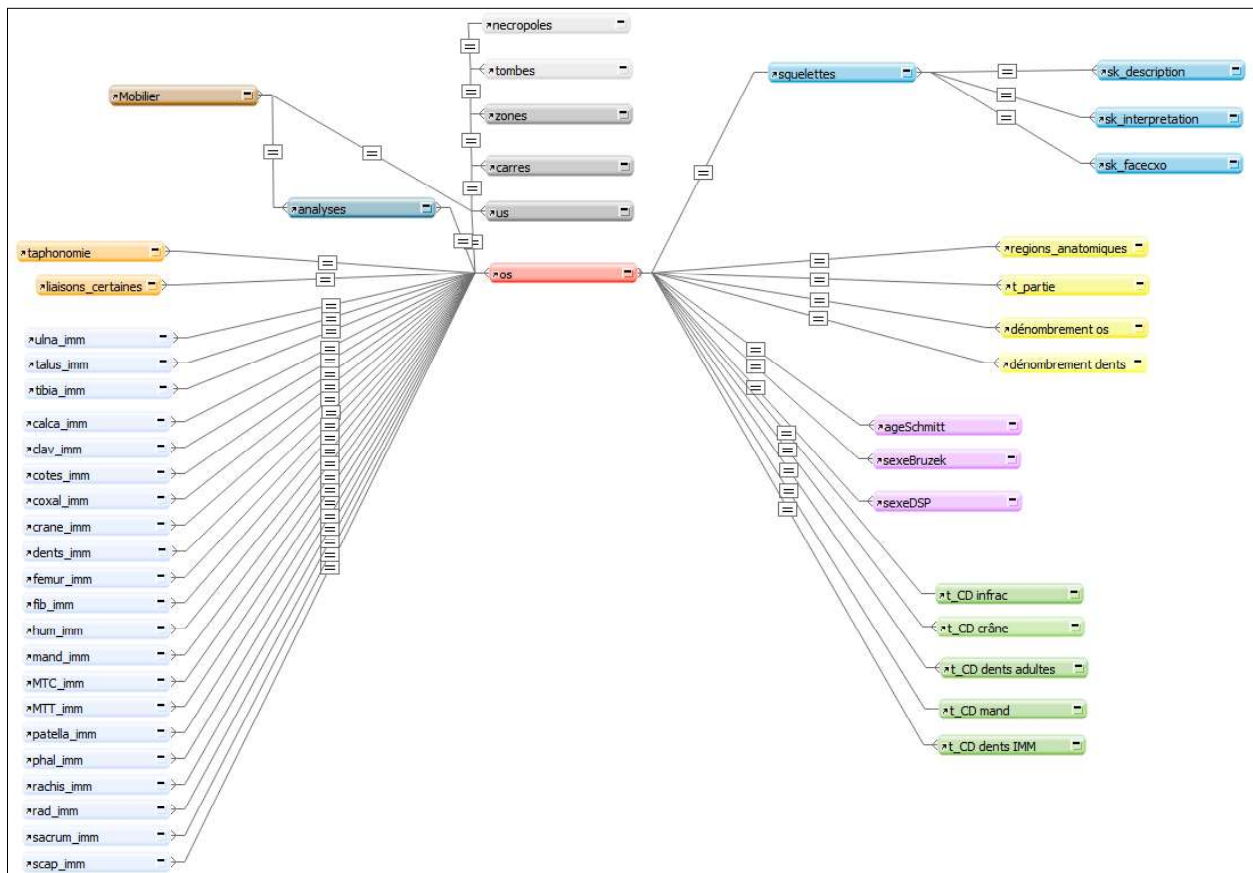 necropoles
tombes
zones
carres
us
Mobilier
analyses
squelettes
sk_description
sk_interpretation
sk_facecxo
taphonomie
liaisons_certaines
os
regions_anatomiques
t_partie
dénombrement os
dénombrement dents
ulna_imm
talus_imm
tibia_imm
calca_imm
clav_imm
cotes_imm
coxal_imm
crane_imm
dents_imm
femur_imm
fib_imm
hum_imm
mand_imm
MTC_imm
MTT_imm
patella_imm
phal_imm
rachis_imm
rad_imm
sacrum_imm
scap_imm
ageSchmitt
sexeBruzek
sexeDSP
t_CD infrac
t_CD crâne
t_CD dents adultes
t_CD mand
t_CD dents IMM